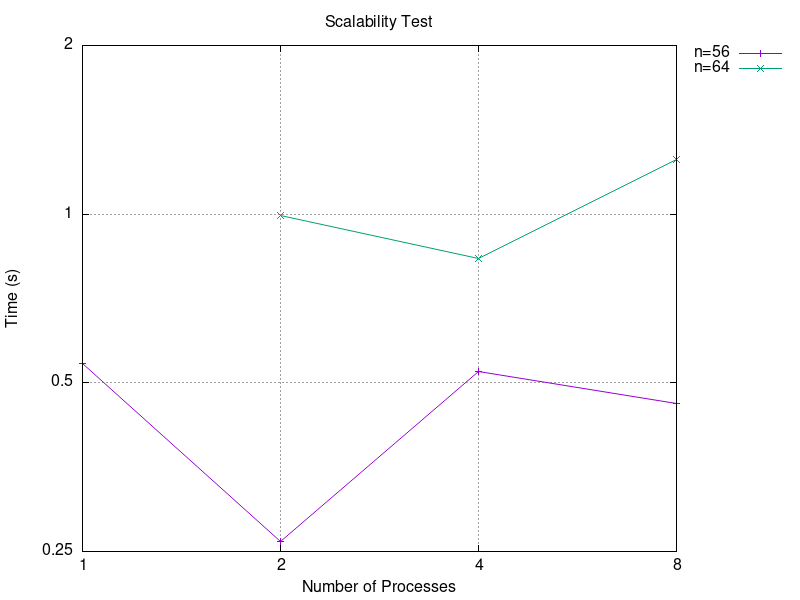 Scalability Test
n=56
n=64
2
1
0.5
0.25
Time (s)
1 2 4 8
Number of Processes